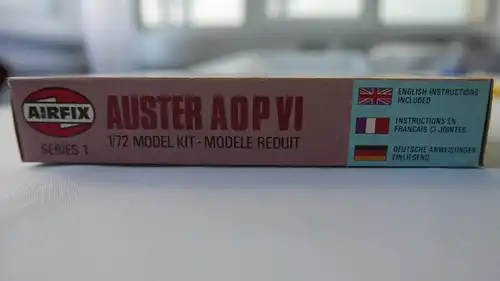 AIRFIX
SERIES 1
AUSTER AOP VI
1/72 MODEL KIT - MODELE REDUIT
ENGLISH INSTRUCTIONS
INCLUDED
INSTRUCTIONS EN
FRANCAIS CI-JOINTES
DEUTSCHE ANWEISUNGEN
EINLIEGEND